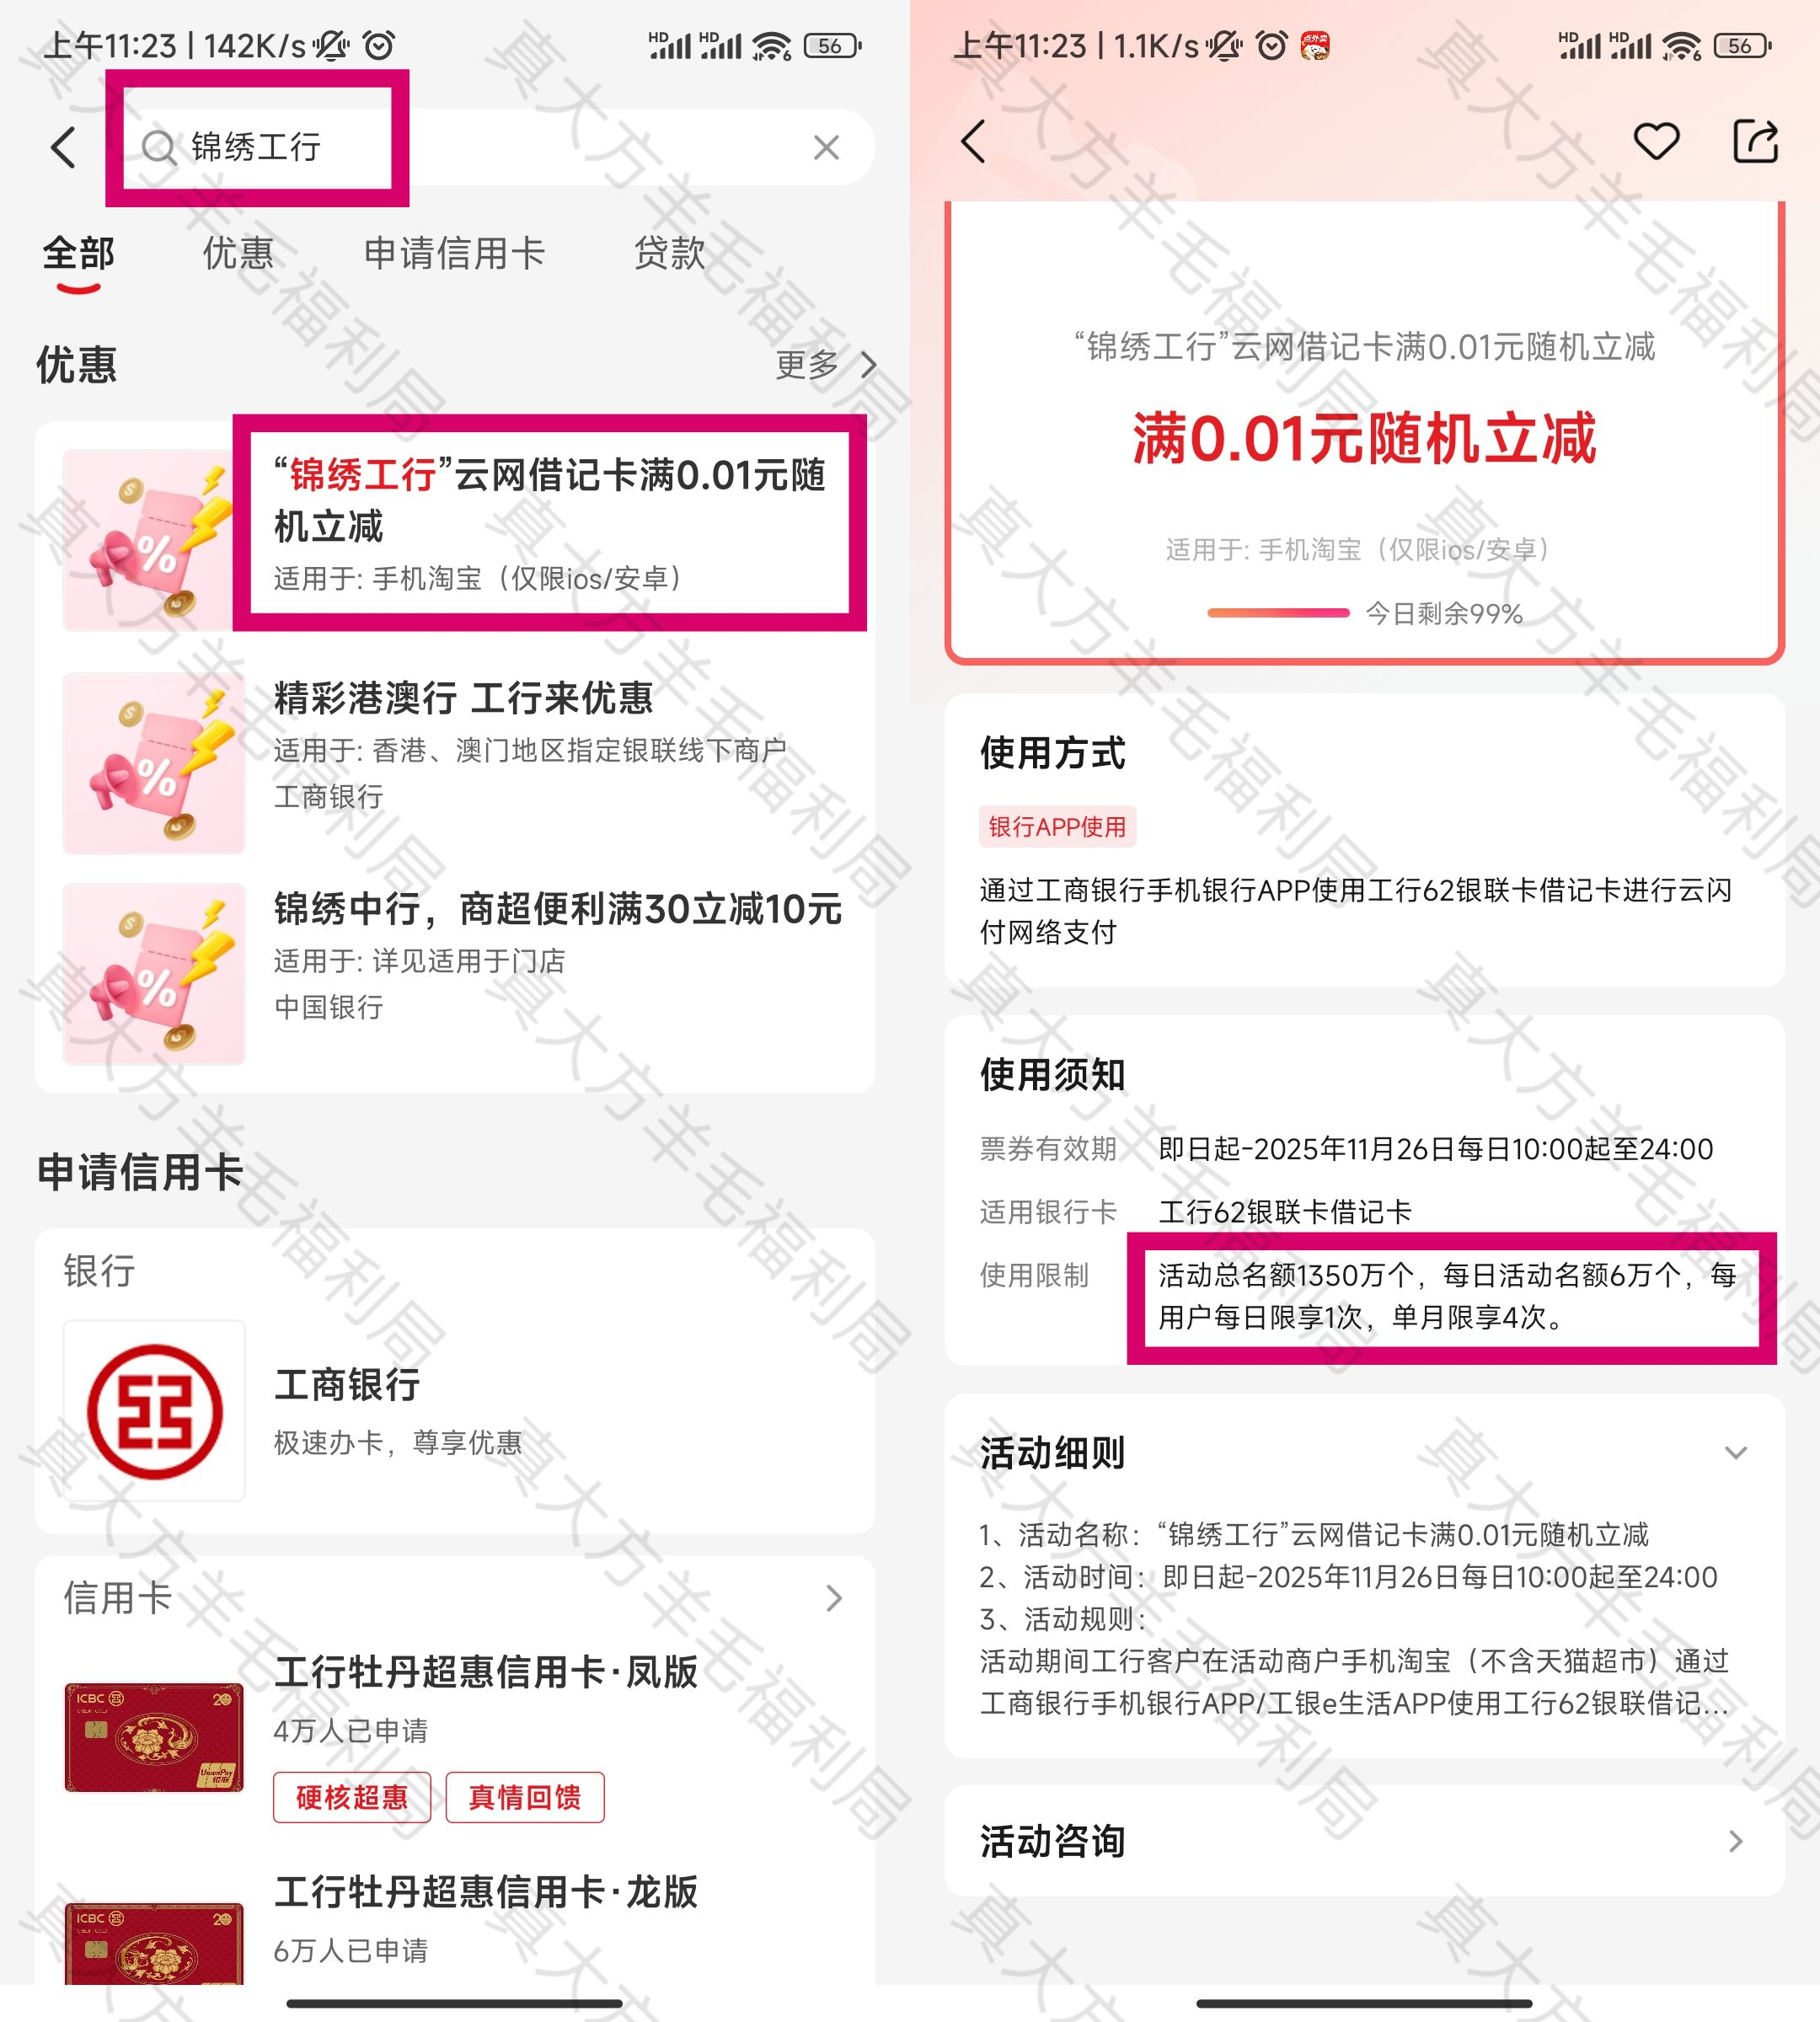 上午11:23 | 142K/s
HD HD 6 56
锦绣工行
全部 优惠 申请信用卡 贷款
优惠 更多
“锦绣工行”云网借记卡满0.01元随
机立减
适用于: 手机淘宝（仅限ios/安卓）
精彩港澳行 工行来优惠
适用于: 香港、澳门地区指定银联线下商户
工商银行
锦绣中行，商超便利满30立减10元
适用于: 详见适用于门店
中国银行
申请信用卡
银行
工商银行
极速办卡，尊享优惠
信用卡
工行牡丹超惠信用卡·凤版
4万人已申请
硬核超惠 真情回馈
ICBC 20
UnionPay
银联
工行牡丹超惠信用卡·龙版
6万人已申请
ICBC 20
上午11:23 | 1.1K/s 点外卖
HD HD 6 56
“锦绣工行”云网借记卡满0.01元随机立减
满0.01元随机立减
适用于: 手机淘宝（仅限ios/安卓）
今日剩余99%
使用方式
银行APP使用
通过工商银行手机银行APP使用工行62银联卡借记卡进行云闪
付网络支付
使用须知
票券有效期 即日起-2025年11月26日每日10:00起至24:00
适用银行卡 工行62银联卡借记卡
使用限制 活动总名额1350万个，每日活动名额6万个，每
用户每日限享1次，单月限享4次。
活动细则
1、活动名称：“锦绣工行”云网借记卡满0.01元随机立减
2、活动时间：即日起-2025年11月26日每日10:00起至24:00
3、活动规则：
活动期间工行客户在活动商户手机淘宝（不含天猫超市）通过
工商银行手机银行APP/工银e生活APP使用工行62银联借记...
活动咨询
真大方羊毛福利局